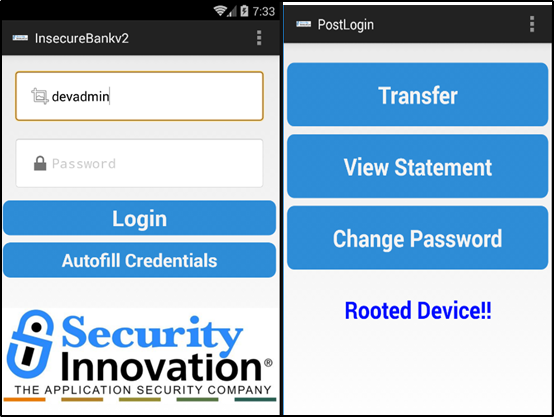 7:33
InsecureBankv2
devadmin
Password
Login
Autofill Credentials
Security
Innovation®
THE APPLICATION SECURITY COMPANY
PostLogin
Transfer
View Statement
Change Password
Rooted Device!!